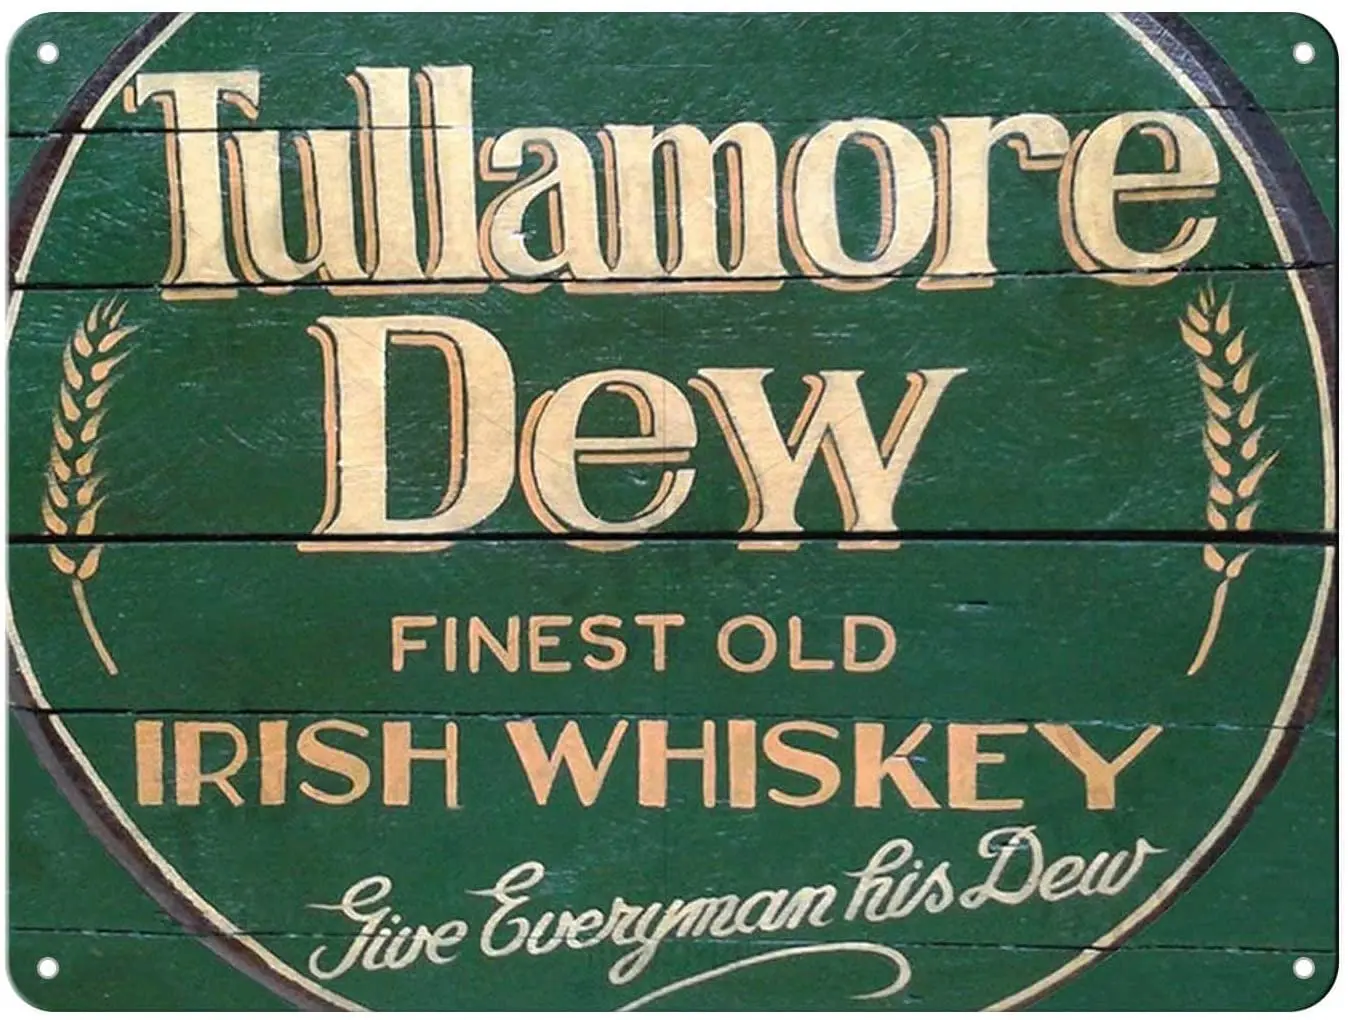 Tullamore
Dew
FINEST OLD
IRISH WHISKEY
Give Everyman his Dew